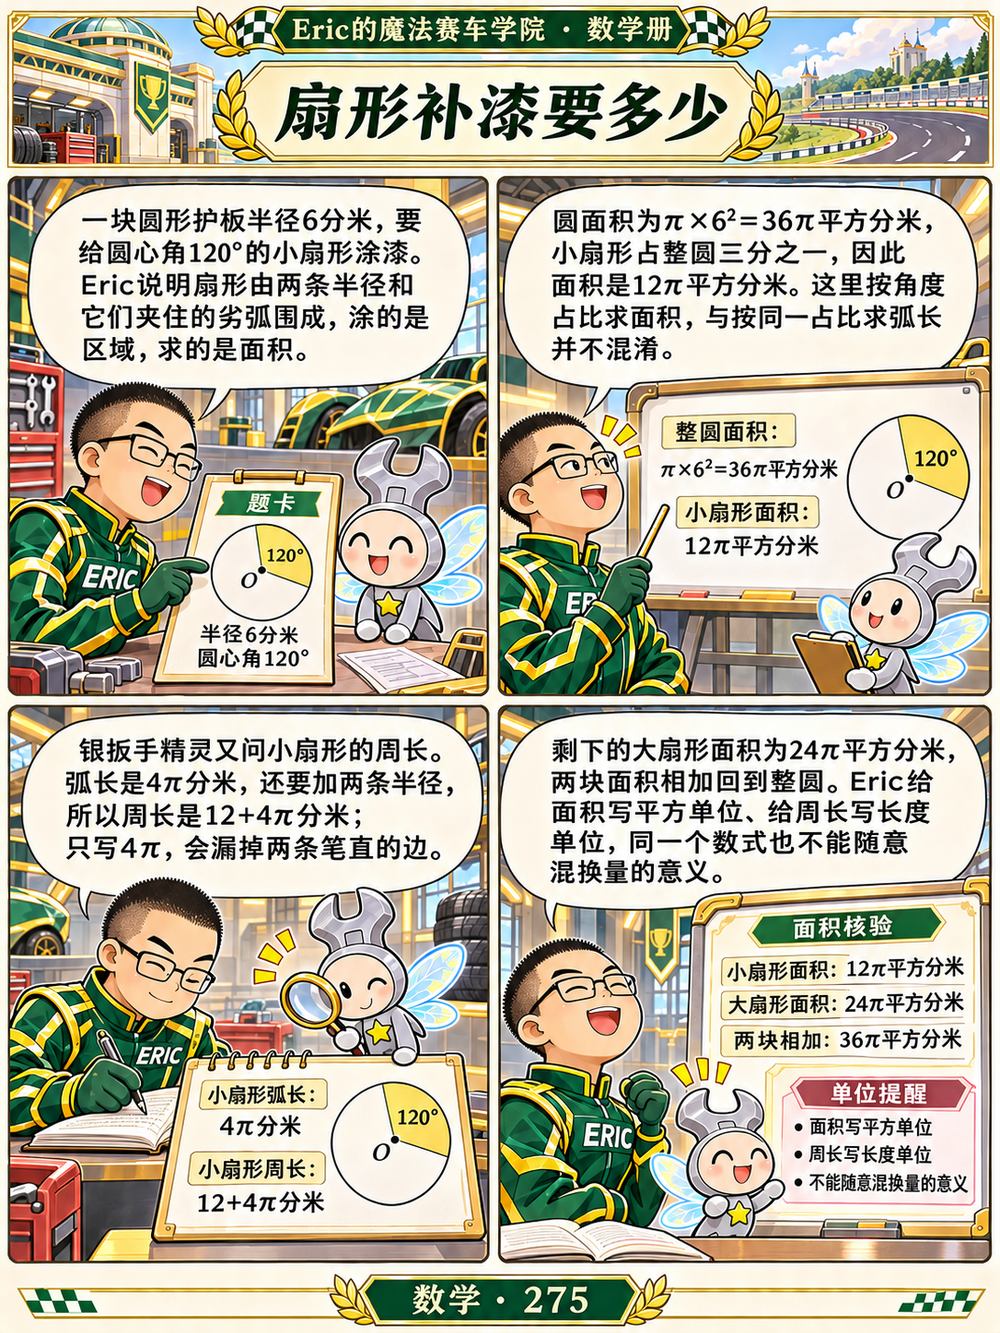 Eric的魔法赛车学院 · 数学册
扇形补漆要多少
一块圆形护板半径6分米，要
给圆心角120°的小扇形涂漆。
Eric说明扇形由两条半径和
它们夹住的劣弧围成，涂的是
区域，求的是面积。
题卡
120°
O
半径6分米
圆心角120°
ERIC
圆面积为π×6²=36π平方分米，
小扇形占整圆三分之一，因此
面积是12π平方分米。这里按角度
占比求面积，与按同一占比求弧长
并不混淆。
整圆面积：
π×6²=36π平方分米
小扇形面积：
12π平方分米
120°
O
ER
银扳手精灵又问小扇形的周长。
弧长是4π分米，还要加两条半径，
所以周长是12+4π分米；
只写4π，会漏掉两条笔直的边。
ERIC
小扇形弧长：
4π分米
小扇形周长：
12+4π分米
120°
O
剩下的大扇形面积为24π平方分米，
两块面积相加回到整圆。Eric给
面积写平方单位、给周长写长度
单位，同一个数式也不能随意
混换量的意义。
面积核验
小扇形面积：12π平方分米
大扇形面积：24π平方分米
两块相加：36π平方分米
单位提醒
• 面积写平方单位
• 周长写长度单位
• 不能随意混换量的意义
ERIC
数学 · 275